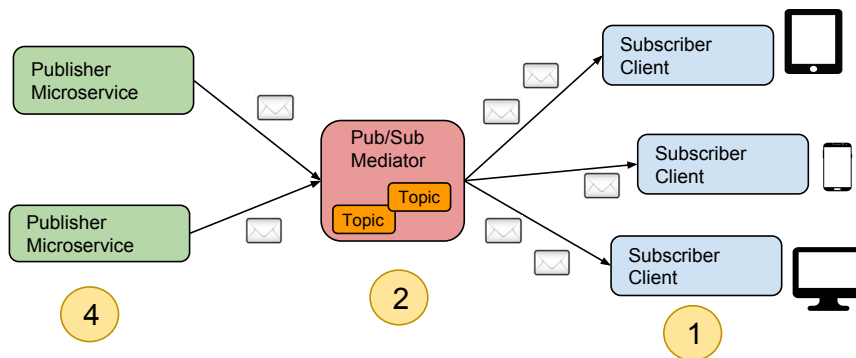 Publisher
Microservice
Publisher
Microservice
4
Pub/Sub
Mediator
Topic
Topic
2
Subscriber
Client
Subscriber
Client
Subscriber
Client
1